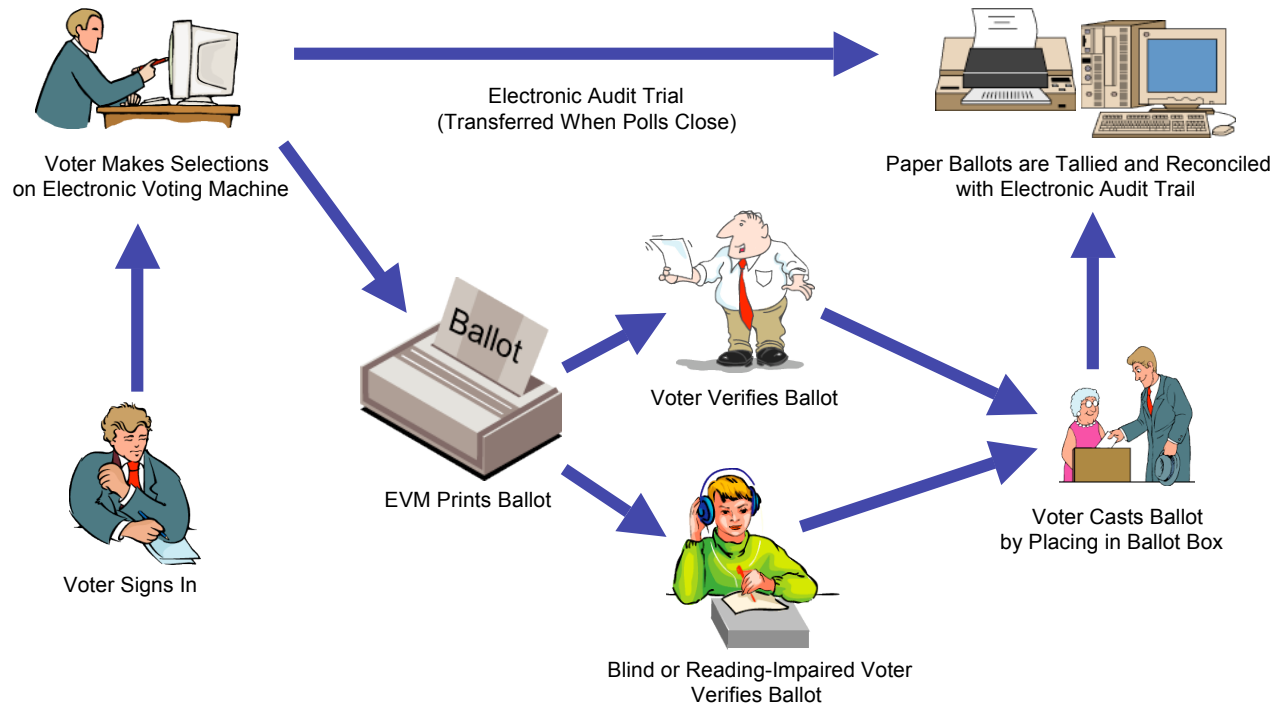 Electronic Audit Trial
(Transferred When Polls Close)
Voter Makes Selections
on Electronic Voting Machine
Paper Ballots are Tallied and Reconciled
with Electronic Audit Trail
Ballot
Voter Verifies Ballot
EVM Prints Ballot
Voter Casts Ballot
by Placing in Ballot Box
Voter Signs In
Blind or Reading-Impaired Voter
Verifies Ballot